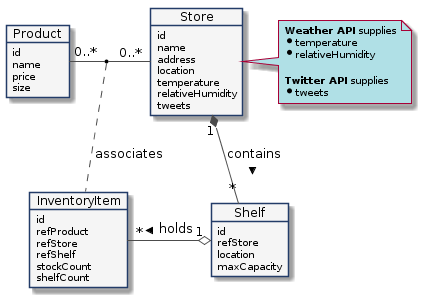 Product
id
name
price
size
0..*
0..*
Store
id
name
address
location
temperature
relativeHumidity
tweets
Weather API supplies
• temperature
• relativeHumidity
Twitter API supplies
• tweets
associates
1
contains
▼
*
InventoryItem
id
refProduct
refStore
refShelf
stockCount
shelfCount
* ◀ holds 1
Shelf
id
refStore
location
maxCapacity